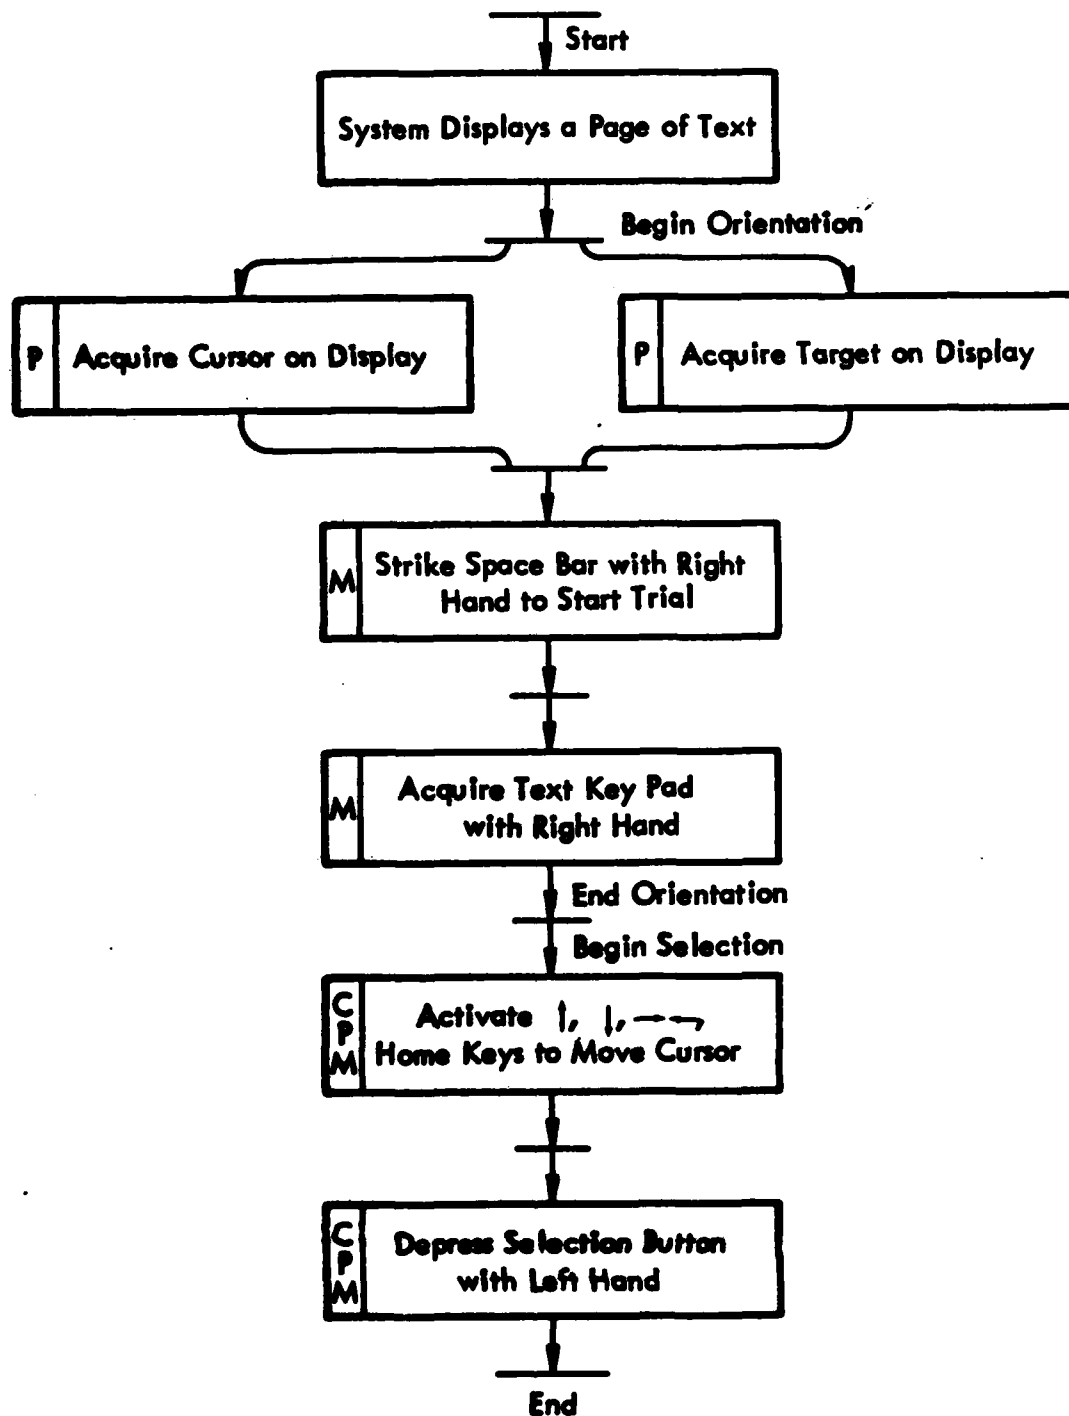 Start
System Displays a Page of Text
Begin Orientation
P Acquire Cursor on Display
P Acquire Target on Display
M Strike Space Bar with Right
Hand to Start Trial
M Acquire Text Key Pad
with Right Hand
End Orientation
Begin Selection
CPM Activate ↑, ↓, → ←,
Home Keys to Move Cursor
CPM Depress Selection Button
with Left Hand
End